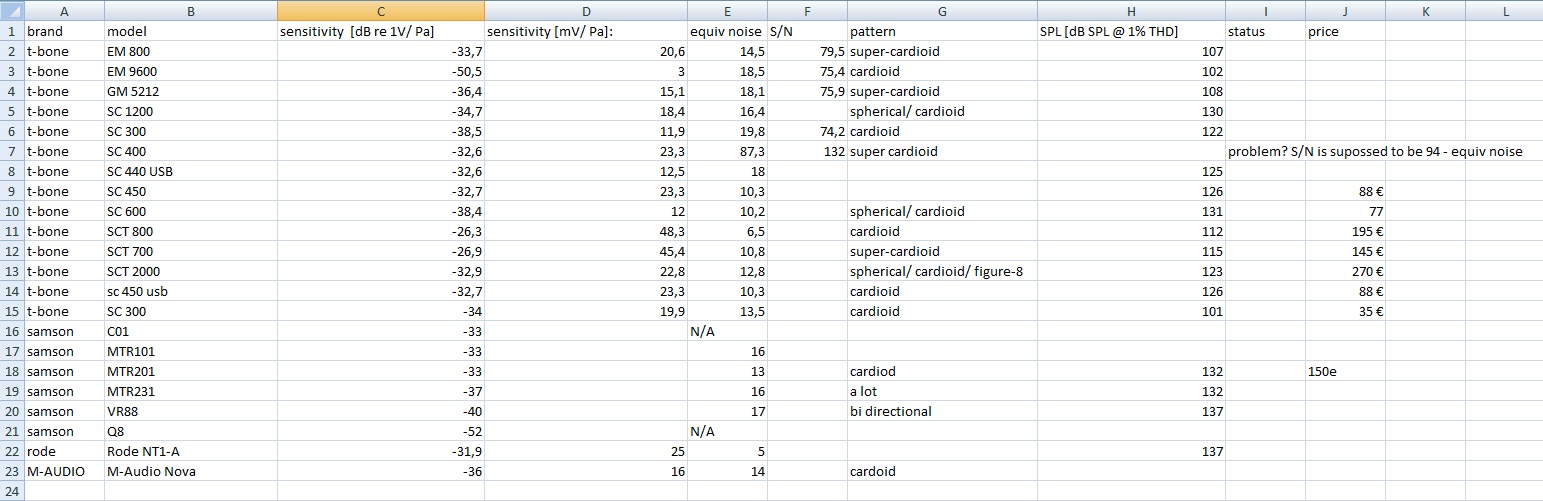 A B C D E F G H I J K L
1 brand model sensitivity [dB re 1V/ Pa] sensitivity [mV/ Pa]: equiv noise S/N pattern SPL [dB SPL @ 1% THD] status price
2 t-bone EM 800 -33,7 20,6 14,5 79,5 super-cardioid 107
3 t-bone EM 9600 -50,5 3 18,5 75,4 cardioid 102
4 t-bone GM 5212 -36,4 15,1 18,1 75,9 super-cardioid 108
5 t-bone SC 1200 -34,7 18,4 16,4 spherical/ cardioid 130
6 t-bone SC 300 -38,5 11,9 19,8 74,2 cardioid 122
7 t-bone SC 400 -32,6 23,3 87,3 132 super cardioid problem? S/N is supossed to be 94 - equiv noise
8 t-bone SC 440 USB -32,6 12,5 18 125
9 t-bone SC 450 -32,7 23,3 10,3 126 88 €
10 t-bone SC 600 -38,4 12 10,2 spherical/ cardioid 131 77
11 t-bone SCT 800 -26,3 48,3 6,5 cardioid 112 195 €
12 t-bone SCT 700 -26,9 45,4 10,8 super-cardioid 115 145 €
13 t-bone SCT 2000 -32,9 22,8 12,8 spherical/ cardioid/ figure-8 123 270 €
14 t-bone sc 450 usb -32,7 23,3 10,3 cardioid 126 88 €
15 t-bone SC 300 -34 19,9 13,5 cardioid 101 35 €
16 samson C01 -33 N/A
17 samson MTR101 -33 16
18 samson MTR201 -33 13 cardiod 132 150e
19 samson MTR231 -37 16 a lot 132
20 samson VR88 -40 17 bi directional 137
21 samson Q8 -52 N/A
22 rode Rode NT1-A -31,9 25 5 137
23 M-AUDIO M-Audio Nova -36 16 14 cardoid
24